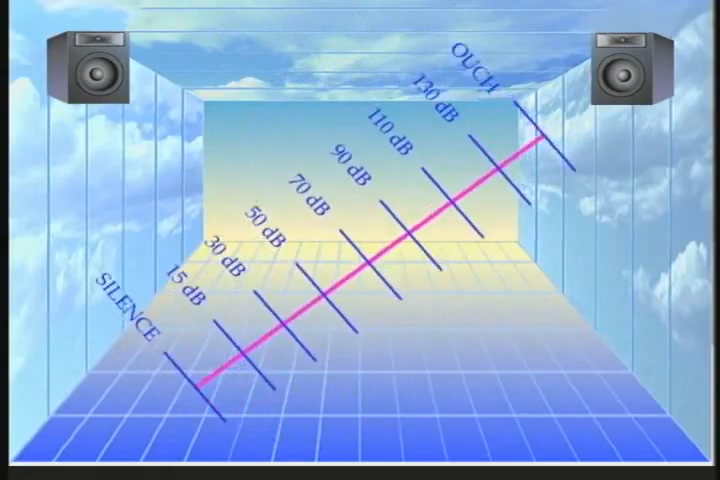 OUCH
130 dB
110 dB
90 dB
70 dB
50 dB
30 dB
15 dB
SILENCE